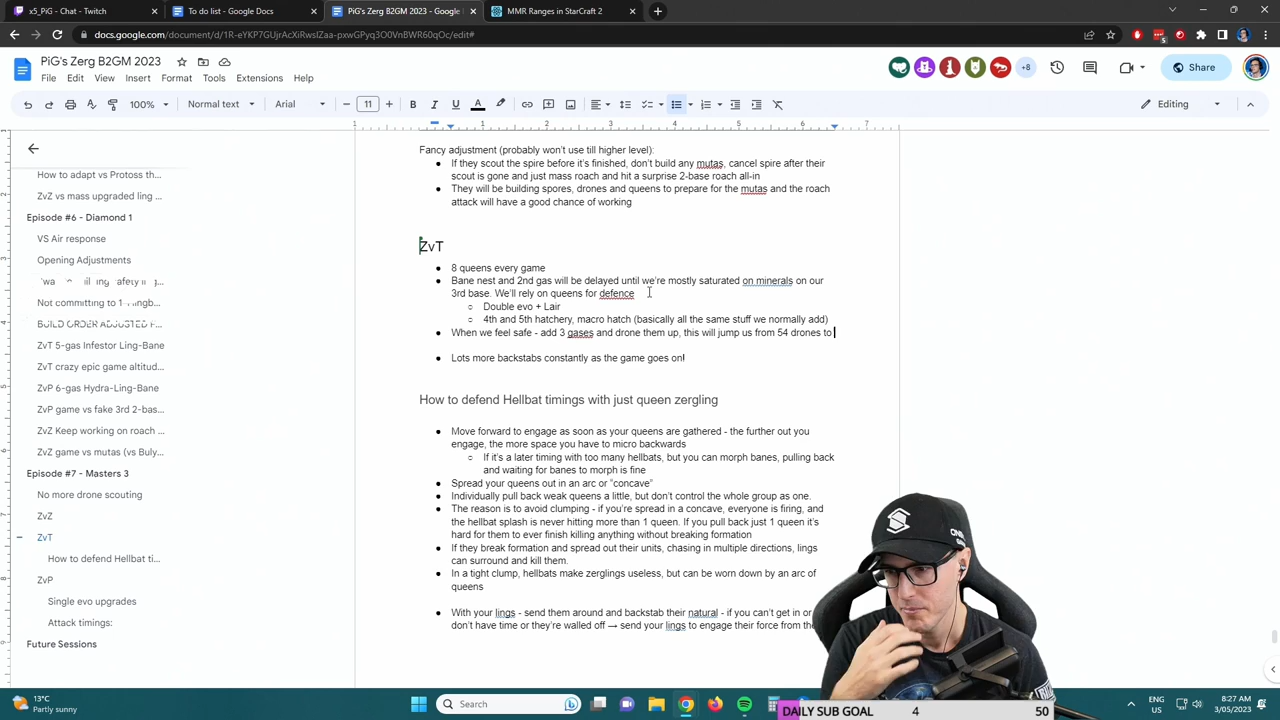 x5_PiG - Twitch
To do list - Google Docs
PiG's Zerg B2GM 2023 - Google
MMR Ranges in StarCraft 2
docs.google.com/document/d/1R-eYKP7GUjrAcXiRwsIZaa-pxwGPyq3O0VnBWR60qOc/edit#
PiG's Zerg B2GM 2023
File Edit View Insert Format Tools Extensions Help
+8
Share
100%
Normal text
Arial
11
Editing
1 1 2 3 4 5 6 7
How to adapt vs Protoss th...
ZvZ vs mass upgraded ling ...
Episode #6 - Diamond 1
VS Air response
Opening Adjustments
Not committing to 1-1 lingb...
BUILD ORDER ADJUSTED F...
ZvT 5-gas Infestor Ling-Bane
ZvT crazy epic game altitud...
ZvP 6-gas Hydra-Ling-Bane
ZvP game vs fake 3rd 2-bas...
ZvZ Keep working on roach ...
ZvZ game vs mutas (vs Buly...
Episode #7 - Masters 3
No more drone scouting
ZvZ
ZvT
How to defend Hellbat ti...
ZvP
Single evo upgrades
Attack timings:
Future Sessions
Fancy adjustment (probably won't use till higher level):
● If they scout the spire before it's finished, don't build any mutas, cancel spire after their
scout is gone and just mass roach and hit a surprise 2-base roach all-in
● They will be building spores, drones and queens to prepare for the mutas and the roach
attack will have a good chance of working
ZvT
● 8 queens every game
● Bane nest and 2nd gas will be delayed until we're mostly saturated on minerals on our
3rd base. We'll rely on queens for defence
○ Double evo + Lair
○ 4th and 5th hatchery, macro hatch (basically all the same stuff we normally add)
● When we feel safe - add 3 gases and drone them up, this will jump us from 54 drones to
● Lots more backstabs constantly as the game goes on!
How to defend Hellbat timings with just queen zergling
● Move forward to engage as soon as your queens are gathered - the further out you
engage, the more space you have to micro backwards
○ If it's a later timing with too many hellbats, but you can morph banes, pulling back
and waiting for banes to morph is fine
● Spread your queens out in an arc or "concave"
● Individually pull back weak queens a little, but don't control the whole group as one.
● The reason is to avoid clumping - if you're spread in a concave, everyone is firing, and
the hellbat splash is never hitting more than 1 queen. If you pull back just 1 queen it's
hard for them to ever finish killing anything without breaking formation
● If they break formation and spread out their units, chasing in multiple directions, lings
can surround and kill them.
● In a tight clump, hellbats make zerglings useless, but can be worn down by an arc of
queens
● With your lings - send them around and backstab their natural - if you can't get in or
don't have time or they're walled off → send your lings to engage their force from the
13°C
Partly sunny
Search
ENG
US
8:27 AM
3/05/2023
DAILY SUB GOAL 4 50